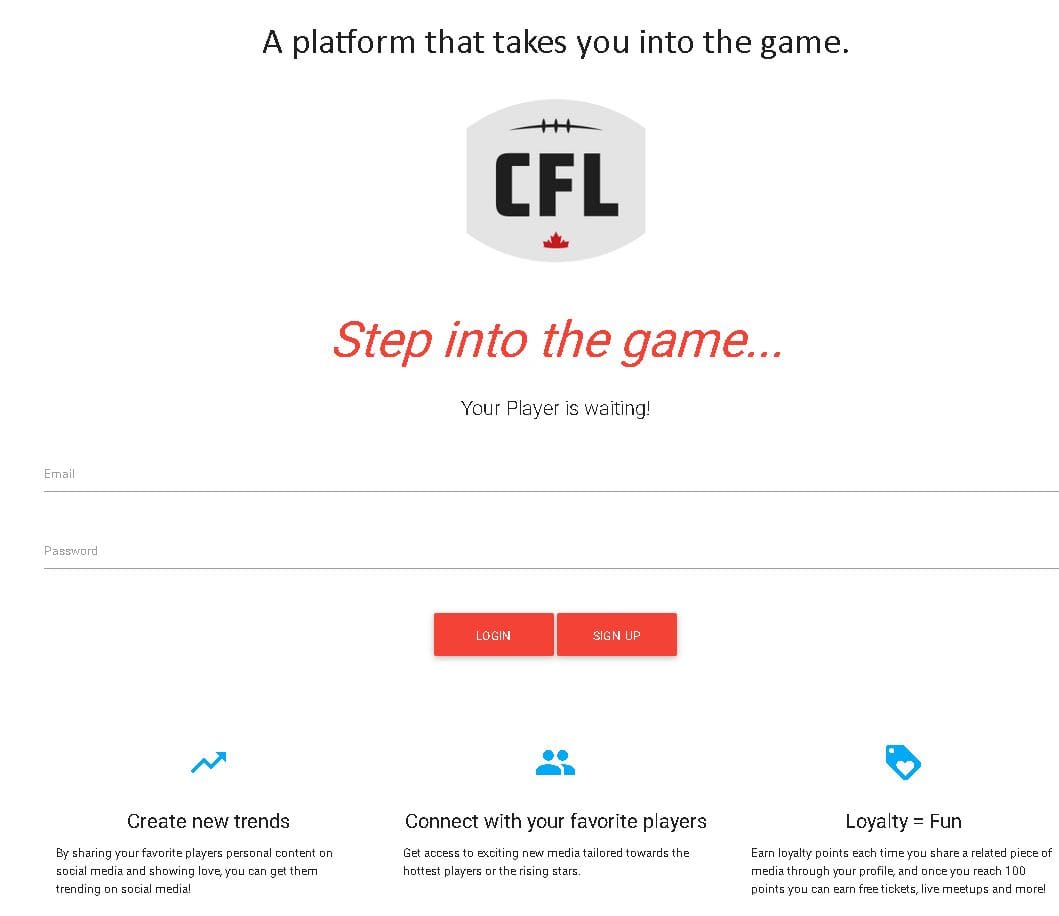 A platform that takes you into the game.
CFL
Step into the game...
Your Player is waiting!
Email
Password
LOGIN
SIGN UP
Create new trends
By sharing your favorite players personal content on
social media and showing love, you can get them
trending on social media!
Connect with your favorite players
Get access to exciting new media tailored towards the
hottest players or the rising stars.
Loyalty = Fun
Earn loyalty points each time you share a related piece of
media through your profile, and once you reach 100
points you can earn free tickets, live meetups and more!